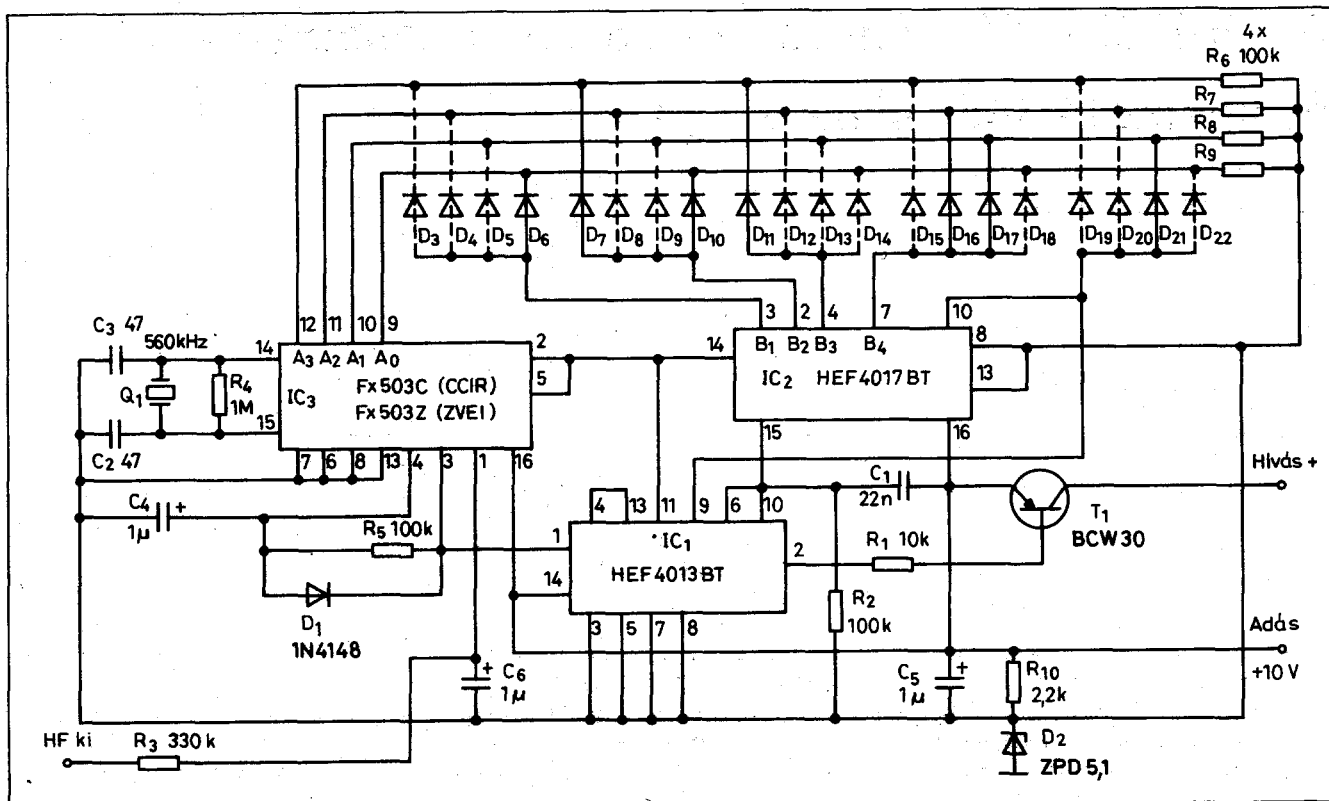 4 x
R6 100k
R7
R8
R9
D3 D4 D5 D6 D7 D8 D9 D10 D11 D12 D13 D14 D15 D16 D17 D18 D19 D20 D21 D22
C3 47
560kHz
14
12 11 10 9
A3 A2 A1 A0
2
3 2 4 7 10
B1 B2 B3 B4
14
8
Q1
R4
1M
IC3
Fx503C (CCIR)
5
IC2 HEF4017BT
13
Fx503Z (ZVEI)
15
C2 47
7 6 8 13 4 3 1 16
15
16
Hívás +
C4
1µ
+
4 13 11 9 6 10
C1
22n
T1
BCW30
R5 100k
1
IC1
HEF4013BT
2
R1 10k
14
D1
1N4148
3 5 7 8
R2
100k
Adás
+10 V
+
C6
1µ
C5
1µ
+
R10
2,2k
HF ki
R3 330k
D2
ZPD5,1